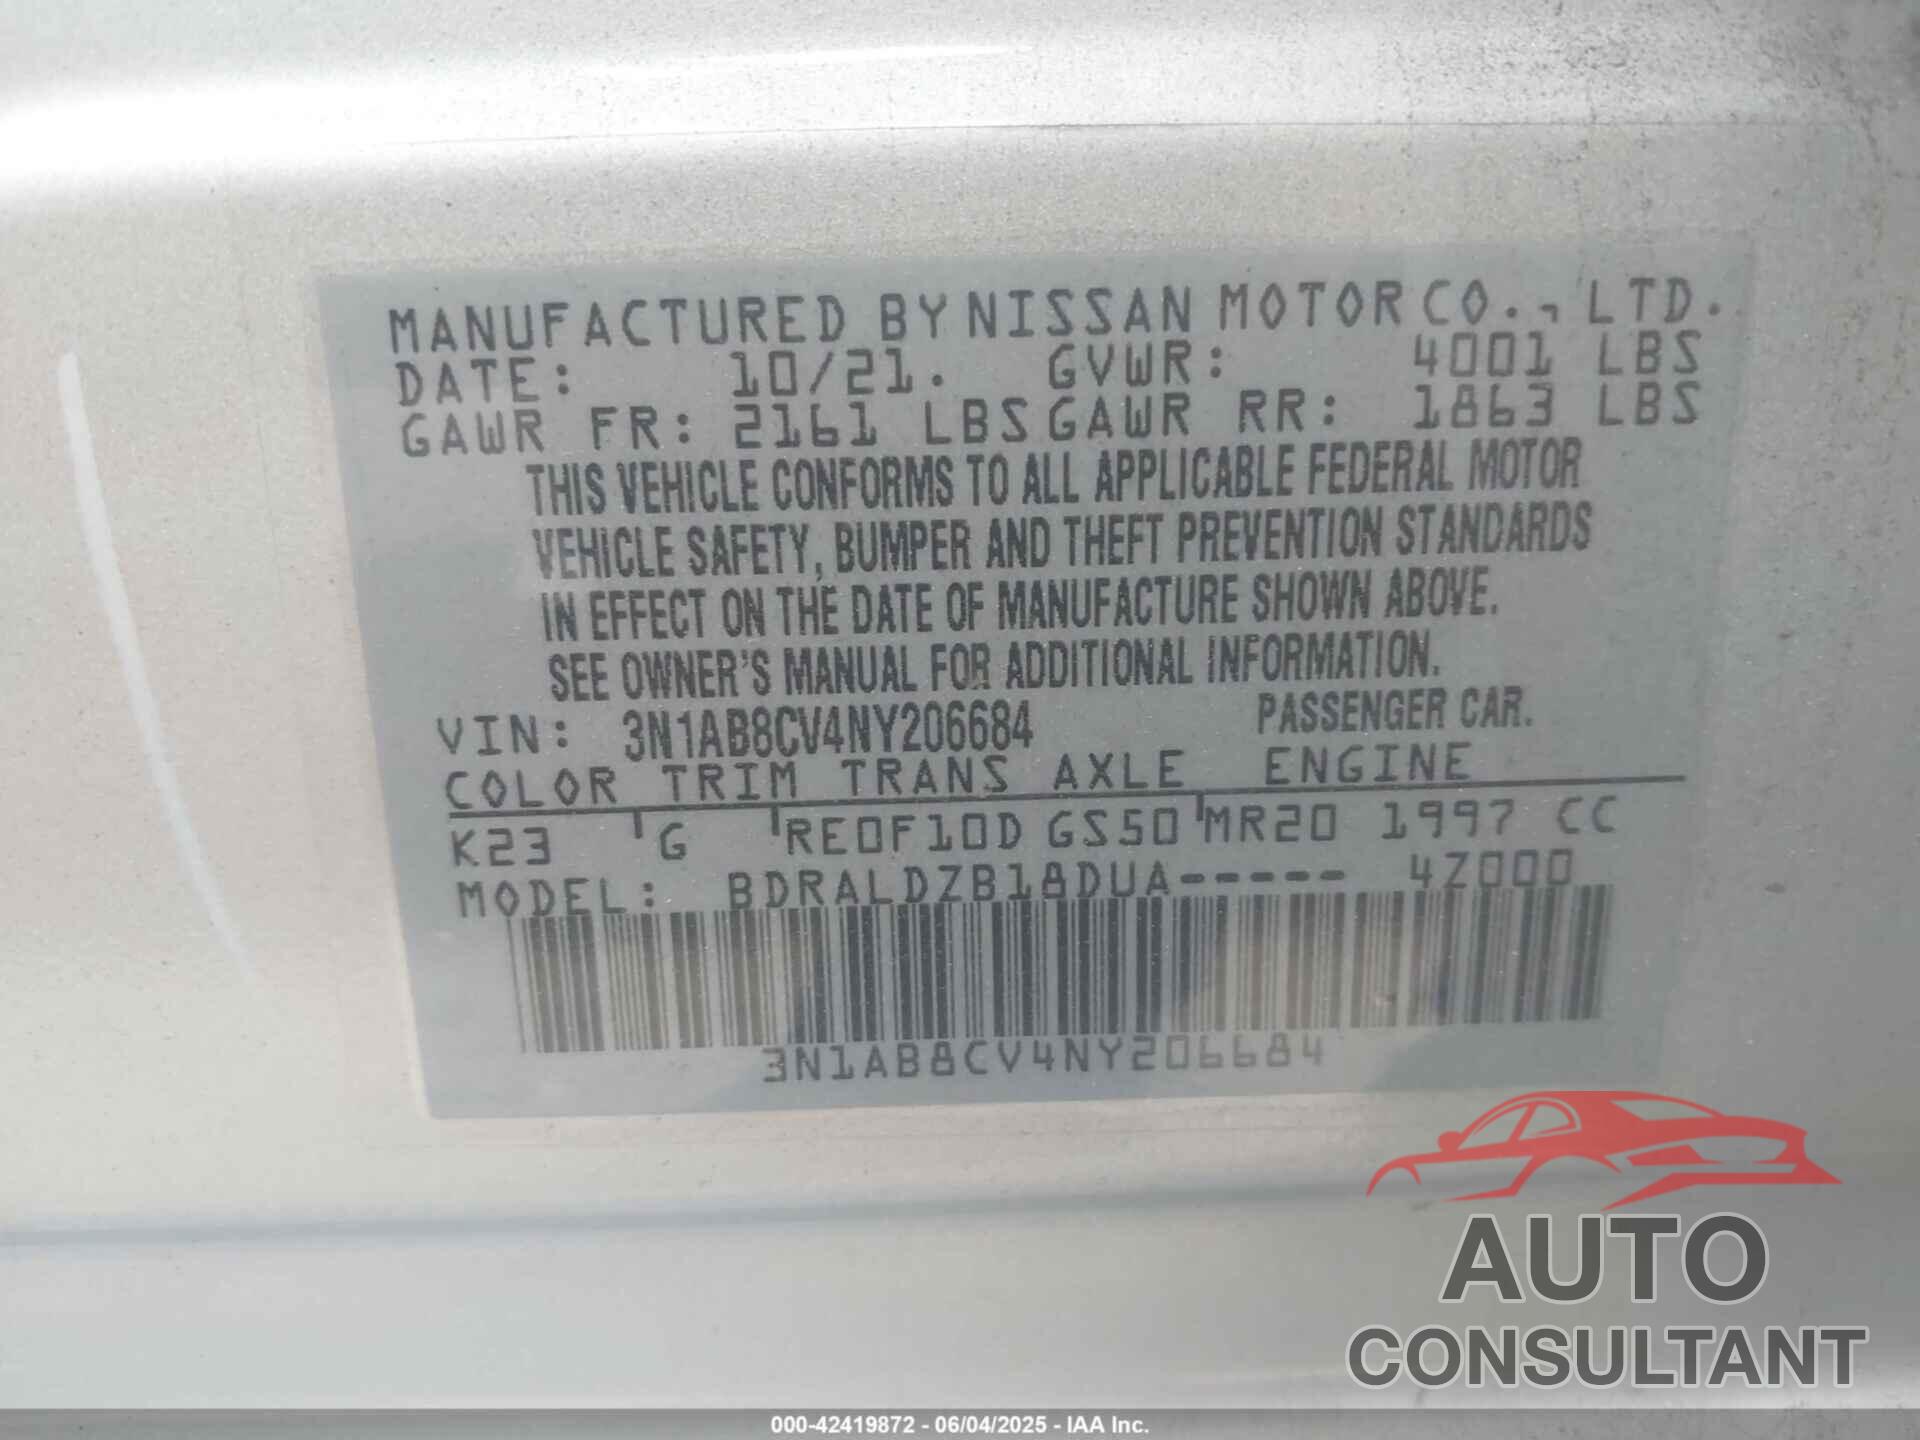 MANUFACTURED BY NISSAN MOTOR CO., LTD.
DATE: 10/21. GVWR: 4001 LBS
GAWR FR: 2161 LBS GAWR RR: 1863 LBS
THIS VEHICLE CONFORMS TO ALL APPLICABLE FEDERAL MOTOR
VEHICLE SAFETY, BUMPER AND THEFT PREVENTION STANDARDS
IN EFFECT ON THE DATE OF MANUFACTURE SHOWN ABOVE.
SEE OWNER'S MANUAL FOR ADDITIONAL INFORMATION.
VIN: 3N1AB8CV4NY206684 PASSENGER CAR.
COLOR TRIM TRANS AXLE ENGINE
K23 G RE0F10D GS50 MR20 1997 CC
MODEL: BDRALDZB18DUA----- 4Z000
3N1AB8CV4NY206684
AUTO
CONSULTANT
000-42419872 - 06/04/2025 - IAA Inc.